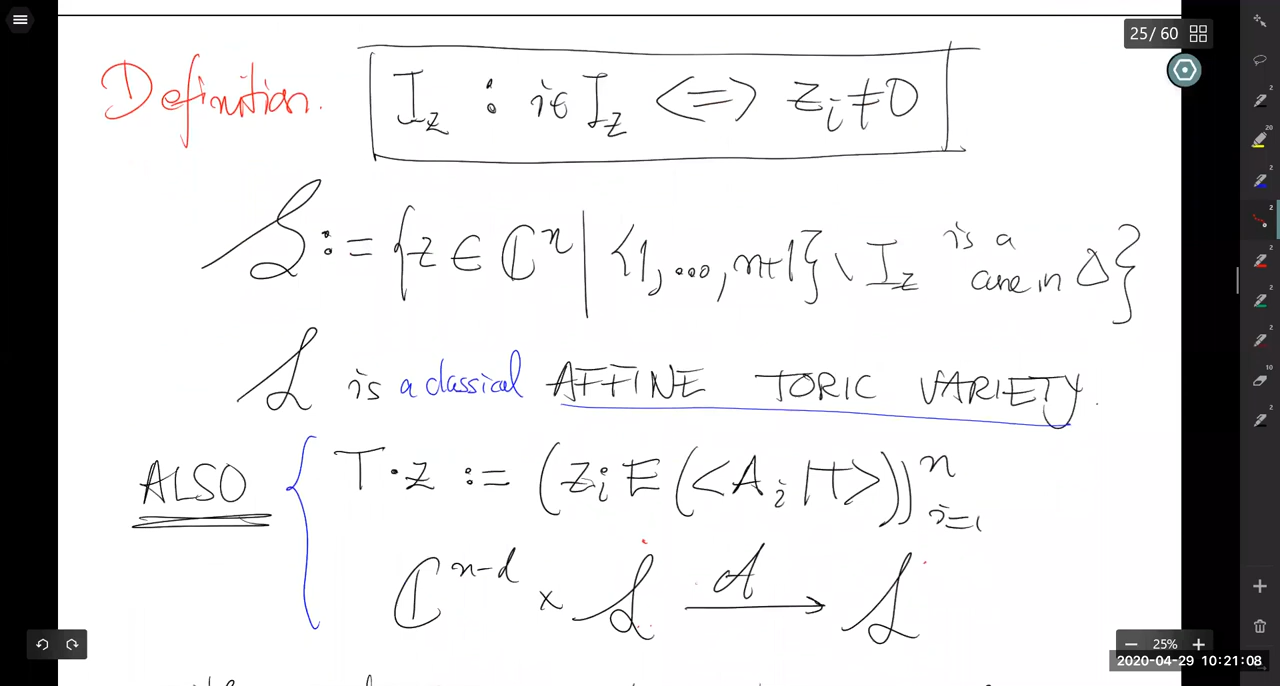 25 / 60
Definition. I_z : i ∈ I_z <=> z_i ≠ 0
S := {z ∈ ℂ^n | {1, ..., n+1} \ I_z is a cone in Δ}
S is a classical AFFINE TORIC VARIETY.
ALSO { T · z := (z_i E(<A_i | T>))_{i=1}^n
ℂ^{n-d} × S —A→ S
25%
2020-04-29 10:21:08